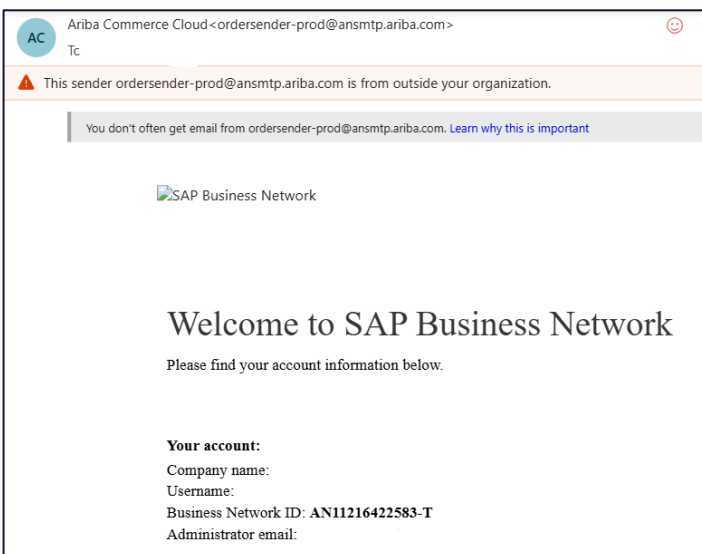 AC
Ariba Commerce Cloud<ordersender-prod@ansmtp.ariba.com>
Tc
This sender ordersender-prod@ansmtp.ariba.com is from outside your organization.
You don't often get email from ordersender-prod@ansmtp.ariba.com. Learn why this is important
SAP Business Network
Welcome to SAP Business Network
Please find your account information below.
Your account:
Company name:
Username:
Business Network ID: AN11216422583-T
Administrator email: